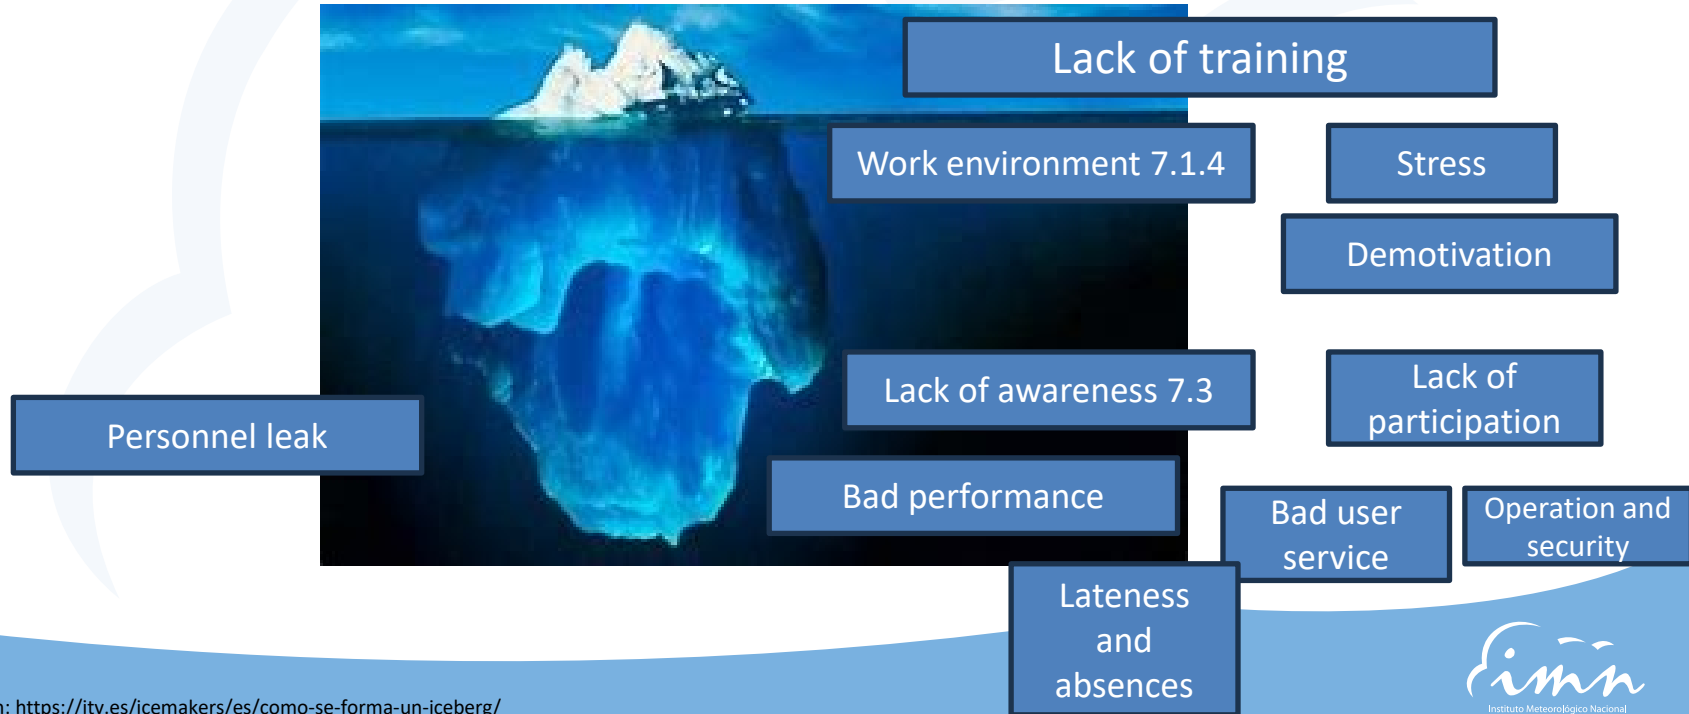 Lack of training
Work environment 7.1.4
Stress
Demotivation
Lack of awareness 7.3
Lack of
participation
Personnel leak
Bad performance
Bad user
service
Operation and
security
Lateness
and
absences
imn
Instituto Meteorológico Nacional
: https://itv.es/icemakers/es/como-se-forma-un-iceberg/